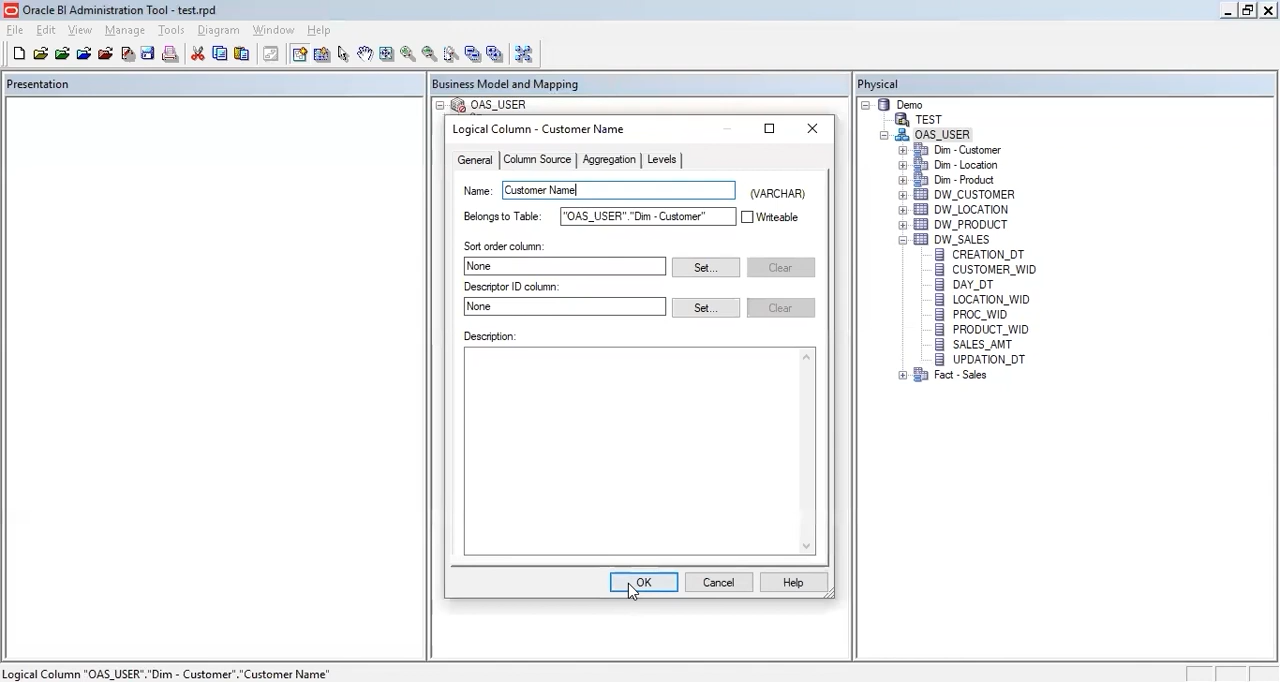 Oracle BI Administration Tool - test.rpd
File Edit View Manage Tools Diagram Window Help
Presentation
Business Model and Mapping
OAS_USER
Logical Column - Customer Name
General Column Source Aggregation Levels
Name: Customer Name (VARCHAR)
Belongs to Table: "OAS_USER"."Dim - Customer" Writeable
Sort order column:
None Set... Clear
Descriptor ID column:
None Set... Clear
Description:
OK Cancel Help
Physical
Demo
TEST
OAS_USER
Dim - Customer
Dim - Location
Dim - Product
DW_CUSTOMER
DW_LOCATION
DW_PRODUCT
DW_SALES
CREATION_DT
CUSTOMER_WID
DAY_DT
LOCATION_WID
PROC_WID
PRODUCT_WID
SALES_AMT
UPDATION_DT
Fact - Sales
Logical Column "OAS_USER"."Dim - Customer"."Customer Name"